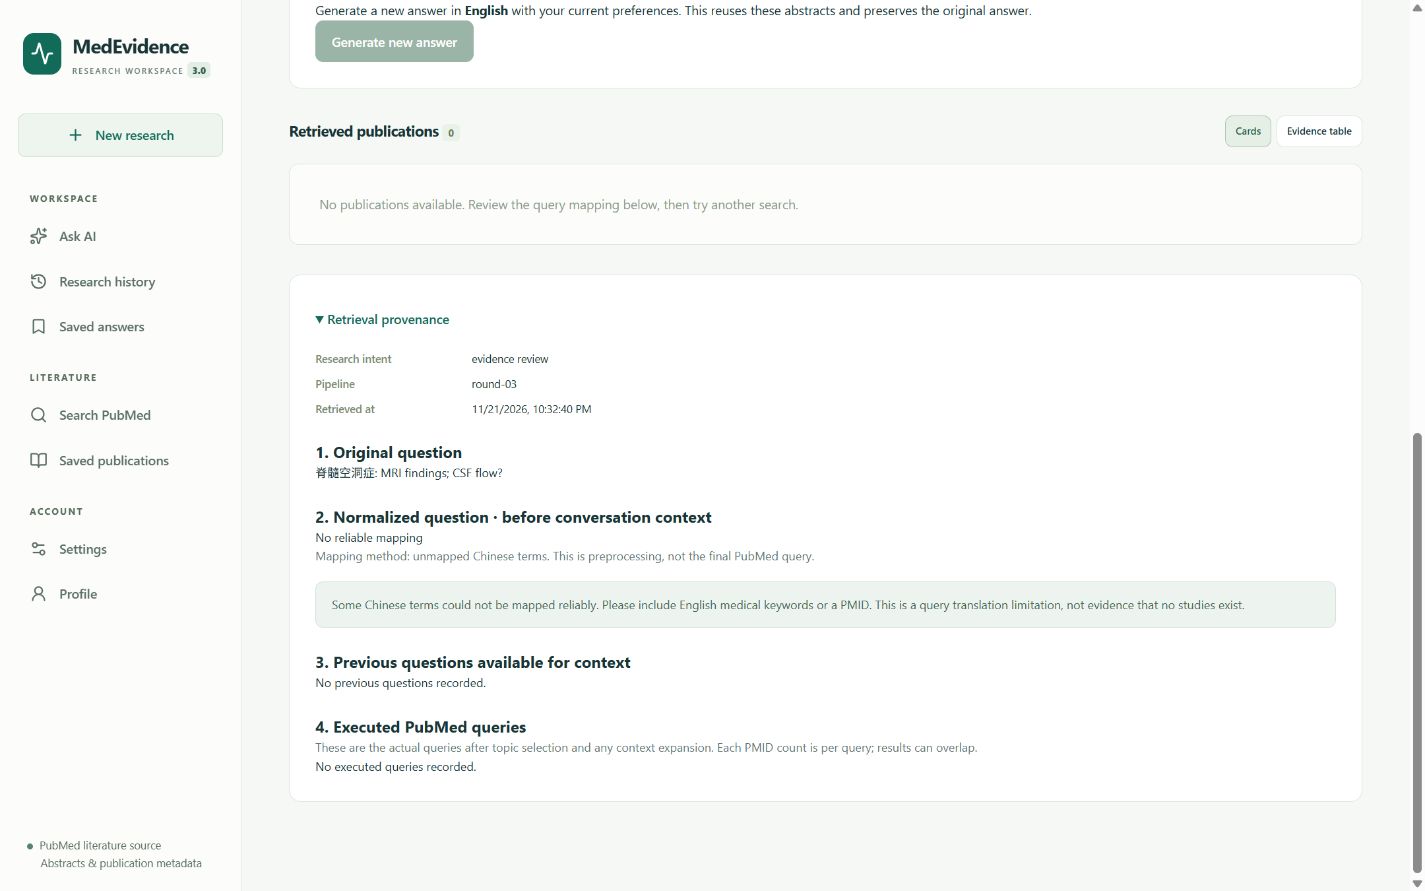 MedEvidence
RESEARCH WORKSPACE 3.0
New research
WORKSPACE
Ask AI
Research history
Saved answers
LITERATURE
Search PubMed
Saved publications
ACCOUNT
Settings
Profile
PubMed literature source
Abstracts & publication metadata
Generate a new answer in English with your current preferences. This reuses these abstracts and preserves the original answer.
Generate new answer
Retrieved publications 0
Cards
Evidence table
No publications available. Review the query mapping below, then try another search.
▼ Retrieval provenance
Research intent evidence review
Pipeline round-03
Retrieved at 11/21/2026, 10:32:40 PM
1. Original question
脊髓空洞症: MRI findings; CSF flow?
2. Normalized question · before conversation context
No reliable mapping
Mapping method: unmapped Chinese terms. This is preprocessing, not the final PubMed query.
Some Chinese terms could not be mapped reliably. Please include English medical keywords or a PMID. This is a query translation limitation, not evidence that no studies exist.
3. Previous questions available for context
No previous questions recorded.
4. Executed PubMed queries
These are the actual queries after topic selection and any context expansion. Each PMID count is per query; results can overlap.
No executed queries recorded.